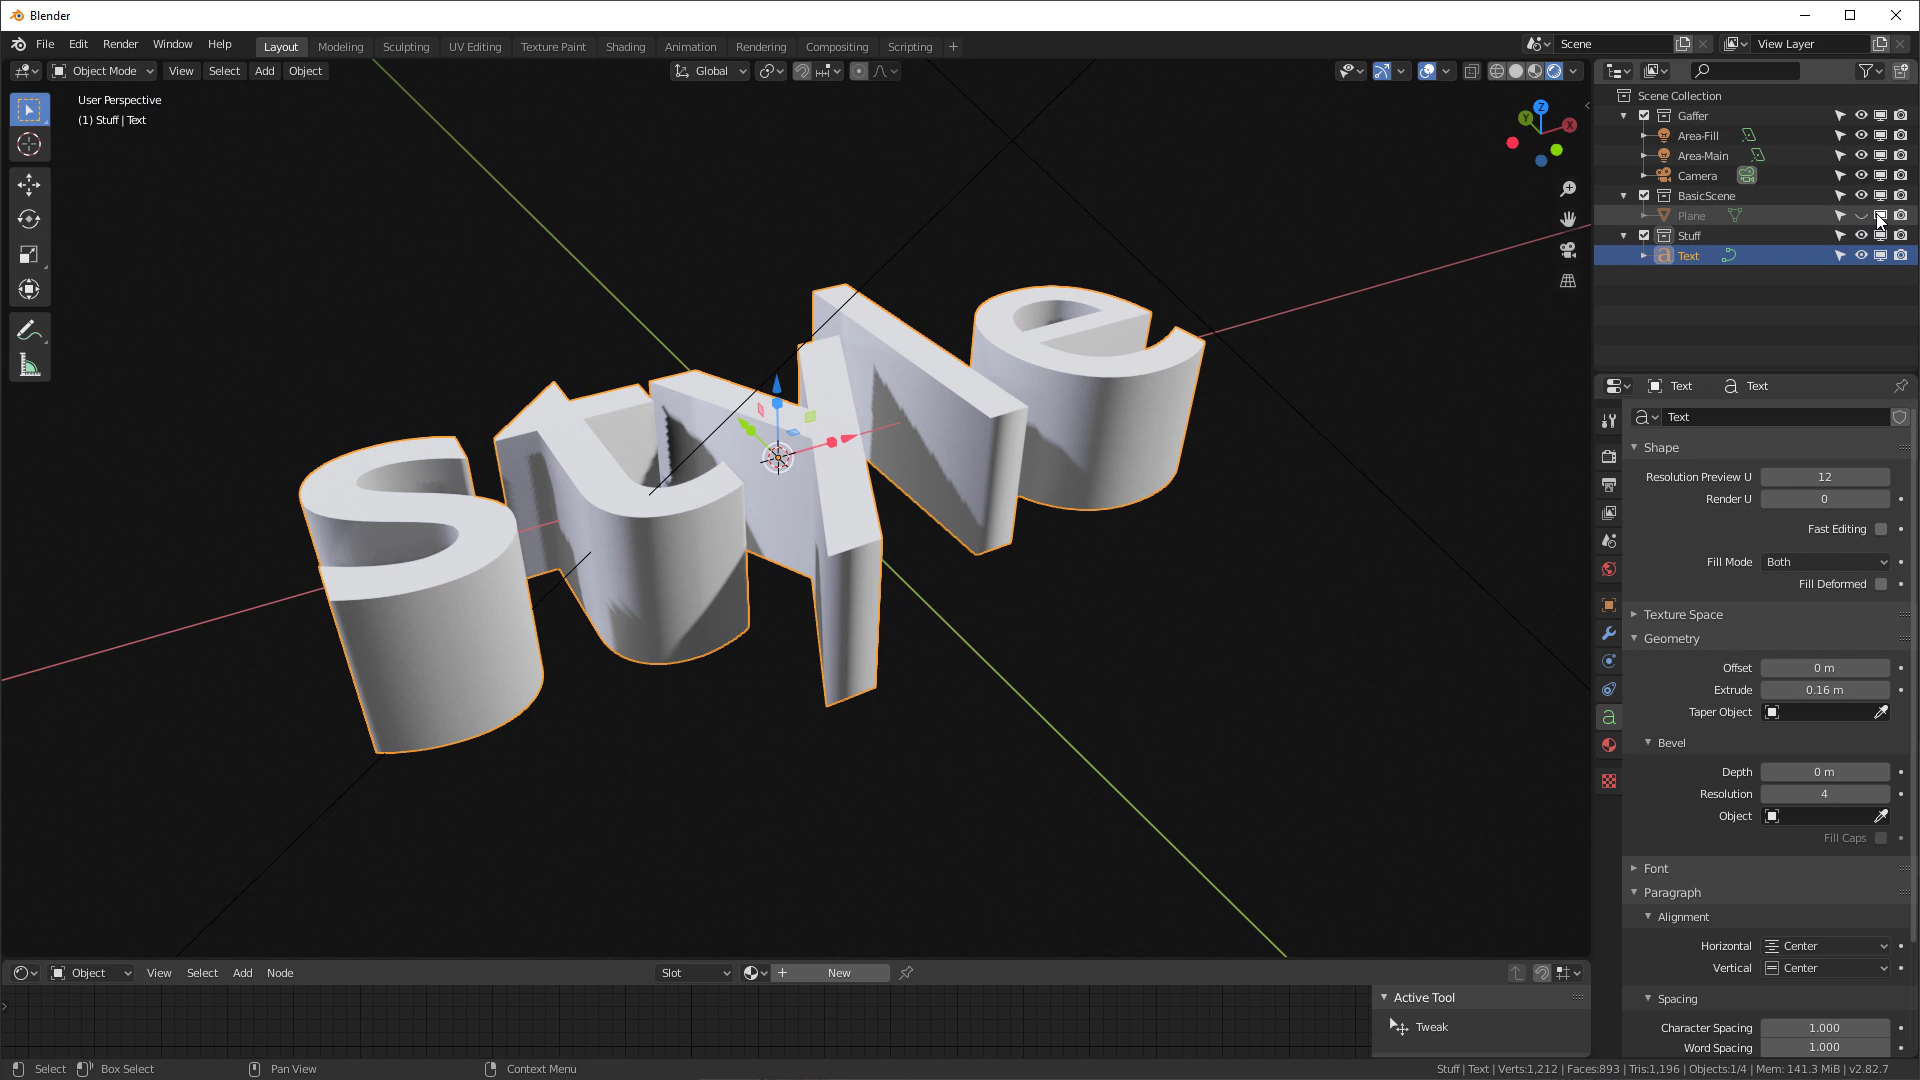 Blender
File Edit Render Window Help Layout Modeling Sculpting UV Editing Texture Paint Shading Animation Rendering Compositing Scripting + Scene View Layer
Object Mode View Select Add Object Global
User Perspective
(1) Stuff | Text
Z
Y
X
Scene Collection
Gaffer
Area-Fill
Area-Main
Camera
BasicScene
Plane
Stuff
Text
Text Text
Text
Shape
Resolution Preview U 12
Render U 0
Fast Editing
Fill Mode Both
Fill Deformed
Texture Space
Geometry
Offset 0 m
Extrude 0.16 m
Taper Object
Bevel
Depth 0 m
Resolution 4
Object
Fill Caps
Font
Paragraph
Alignment
Horizontal Center
Vertical Center
Spacing
Character Spacing 1.000
Word Spacing 1.000
Object View Select Add Node Slot + New
Active Tool
Tweak
Select Box Select Pan View Context Menu
Stuff | Text | Verts:1,212 | Faces:893 | Tris:1,196 | Objects:1/4 | Mem: 141.3 MiB | v2.82.7